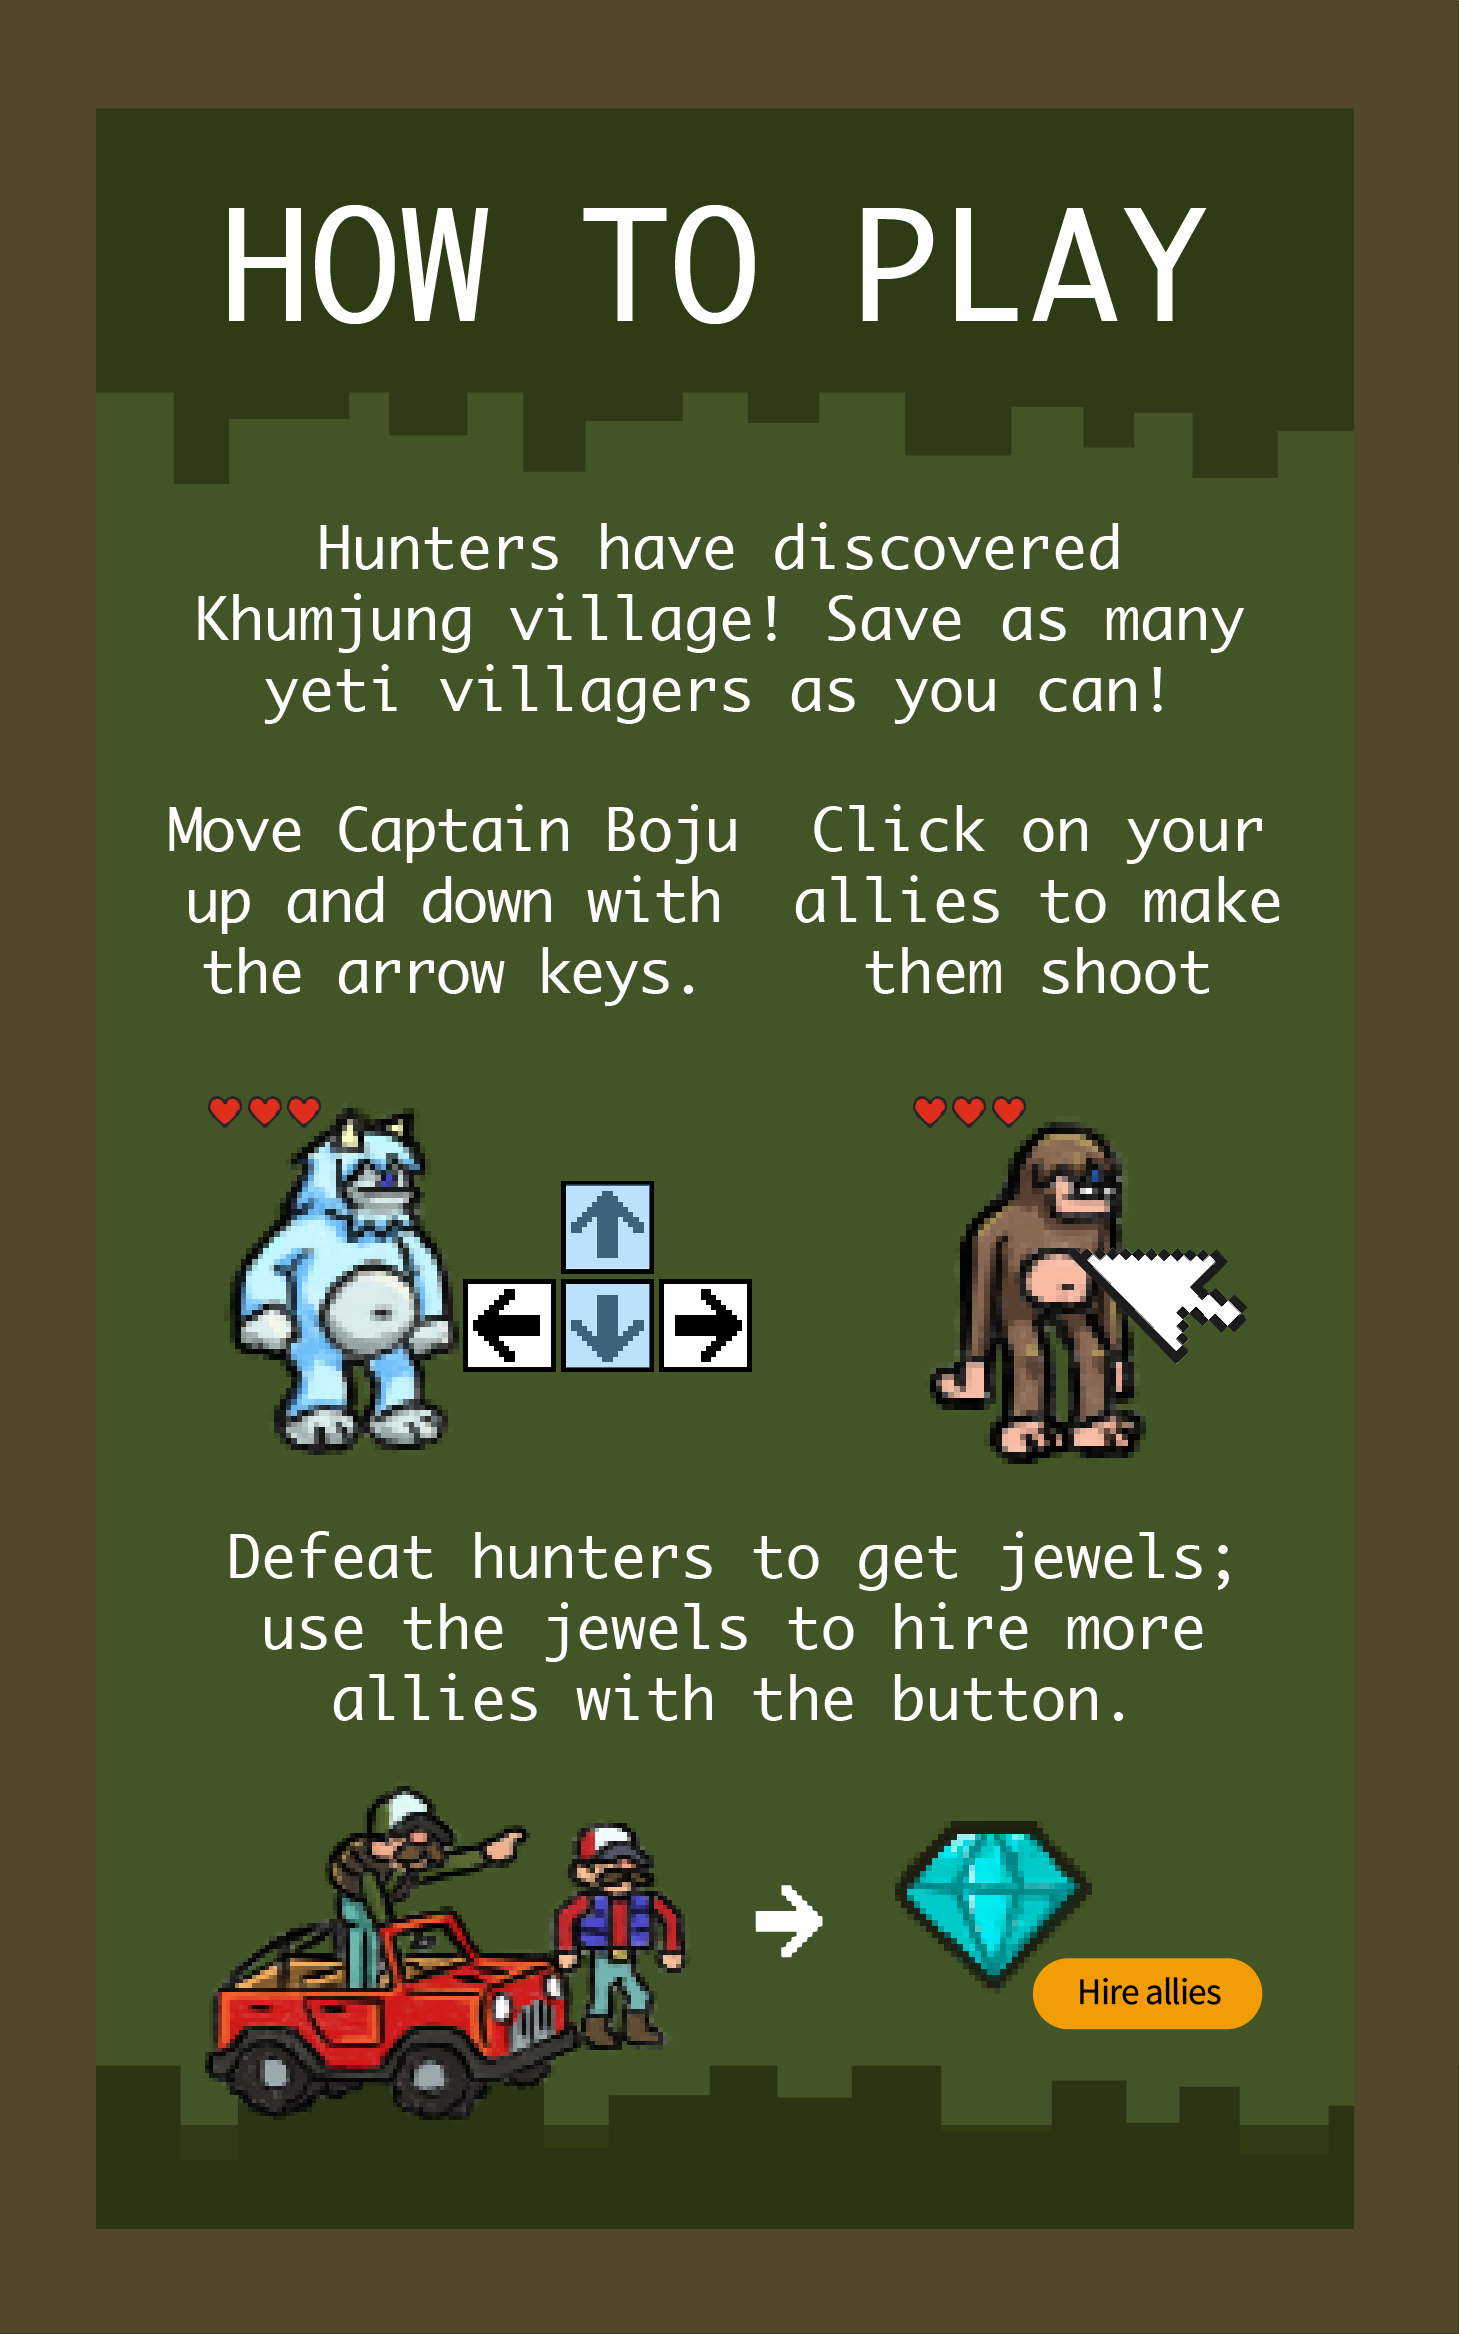 HOW TO PLAY
Hunters have discovered
Khumjung village! Save as many
yeti villagers as you can!
Move Captain Boju
up and down with
the arrow keys.
Click on your
allies to make
them shoot
Defeat hunters to get jewels;
use the jewels to hire more
allies with the button.
Hire allies